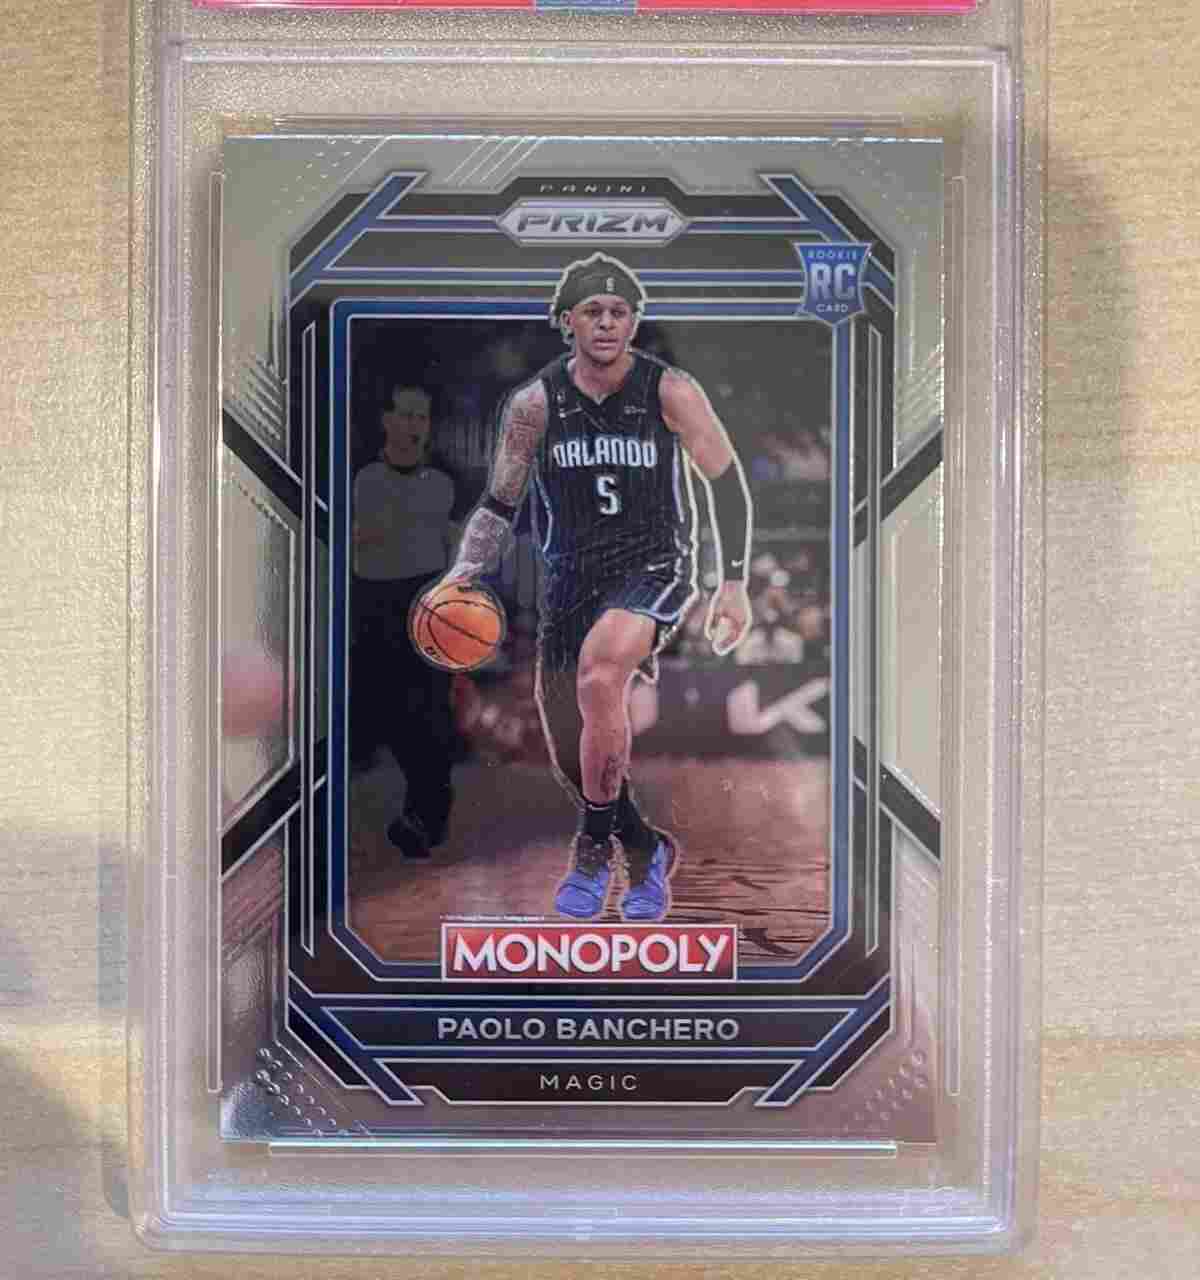 PANINI
PRIZM
ROOKIE
RC
CARD
ORLANDO
5
MONOPOLY
PAOLO BANCHERO
MAGIC